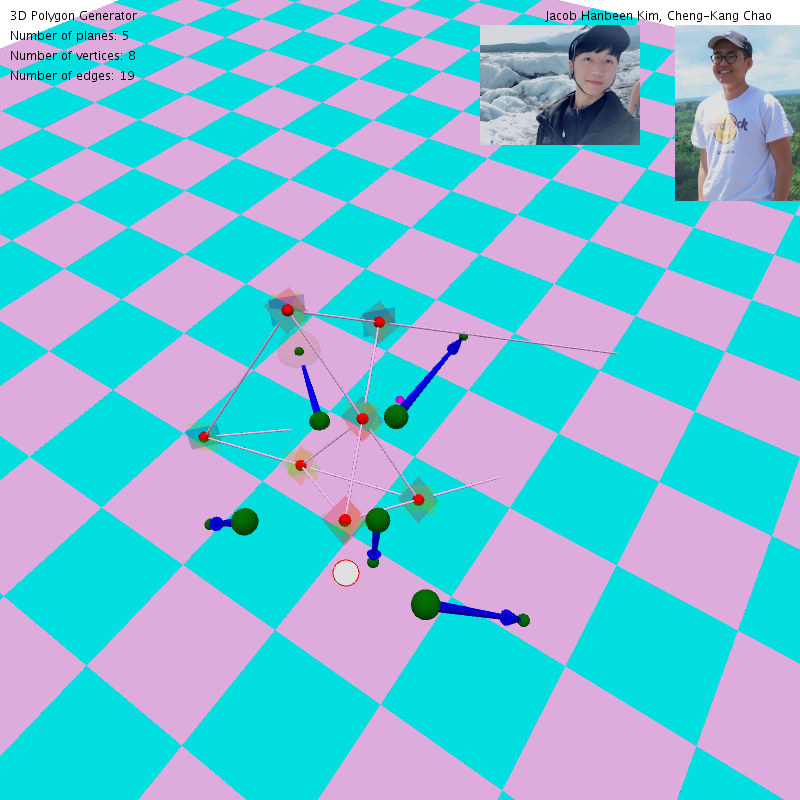 3D Polygon Generator
Jacob Hanbeen Kim, Cheng-Kang Chao
Number of planes: 5
Number of vertices: 8
Number of edges: 19